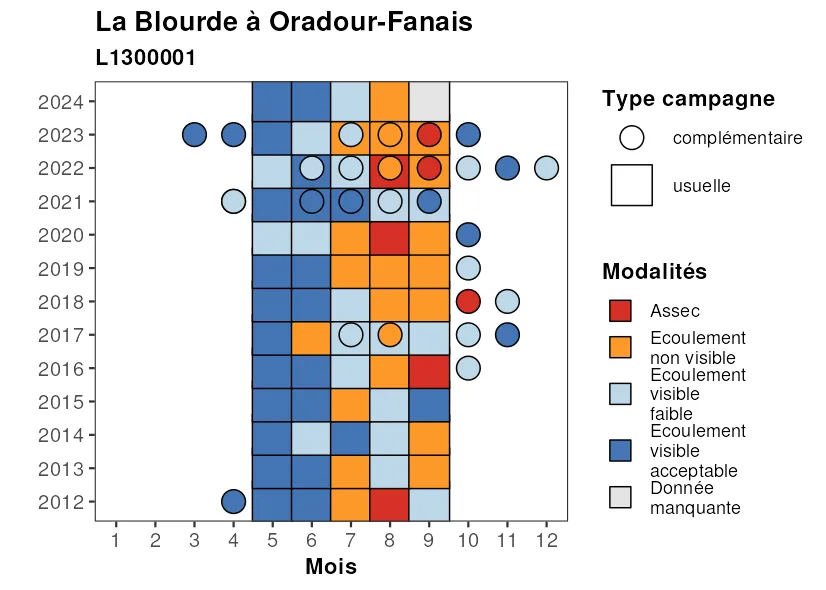 La Blourde à Oradour-Fanais
L1300001
2024
2023
2022
2021
2020
2019
2018
2017
2016
2015
2014
2013
2012
1 2 3 4 5 6 7 8 9 10 11 12
Mois
Type campagne
complémentaire
usuelle
Modalités
Assec
Ecoulement
non visible
Ecoulement
visible
faible
Ecoulement
visible
acceptable
Donnée
manquante